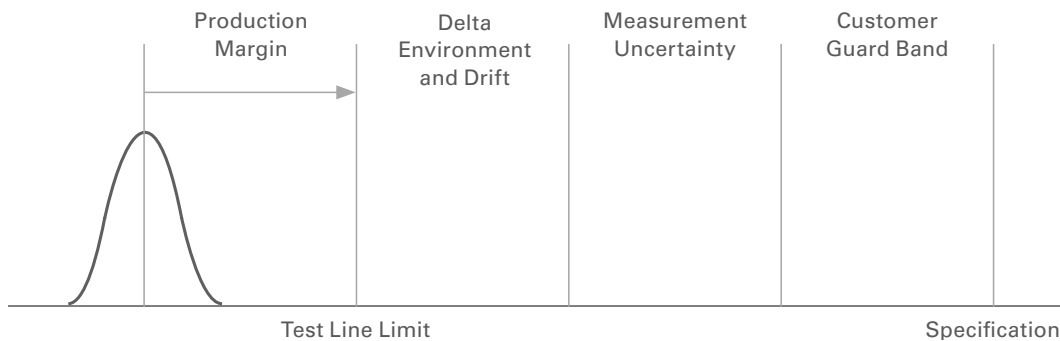 Production
Margin
Delta
Environment
and Drift
Measurement
Uncertainty
Customer
Guard Band
Test Line Limit
Specification